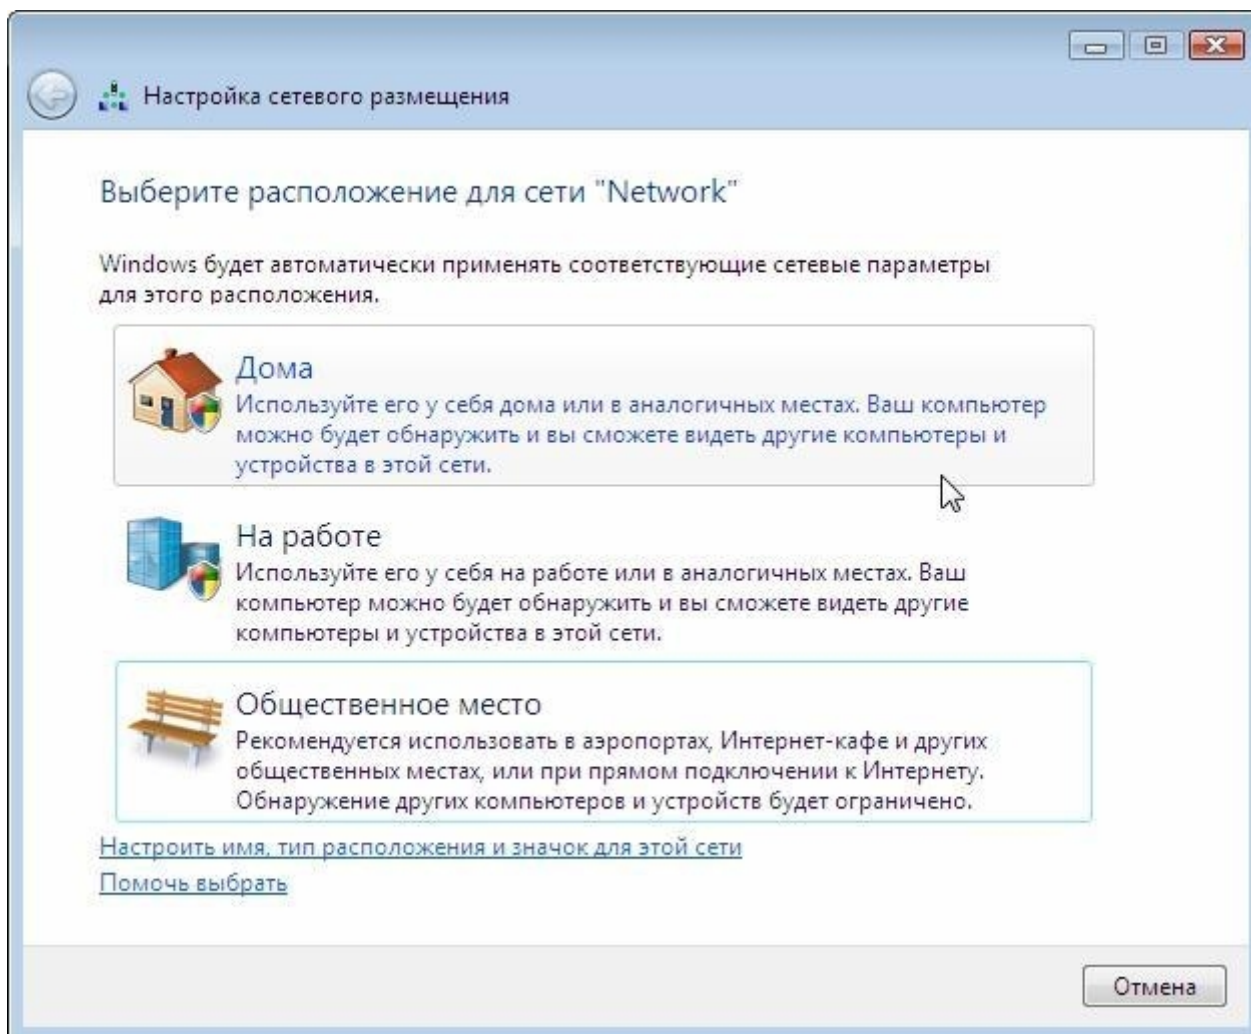 Настройка сетевого размещения
Выберите расположение для сети "Network"
Windows будет автоматически применять соответствующие сетевые параметры
для этого расположения.
Дома
Используйте его у себя дома или в аналогичных местах. Ваш компьютер
можно будет обнаружить и вы сможете видеть другие компьютеры и
устройства в этой сети.
На работе
Используйте его у себя на работе или в аналогичных местах. Ваш
компьютер можно будет обнаружить и вы сможете видеть другие
компьютеры и устройства в этой сети.
Общественное место
Рекомендуется использовать в аэропортах, Интернет-кафе и других
общественных местах, или при прямом подключении к Интернету.
Обнаружение других компьютеров и устройств будет ограничено.
Настроить имя, тип расположения и значок для этой сети
Помочь выбрать
Отмена